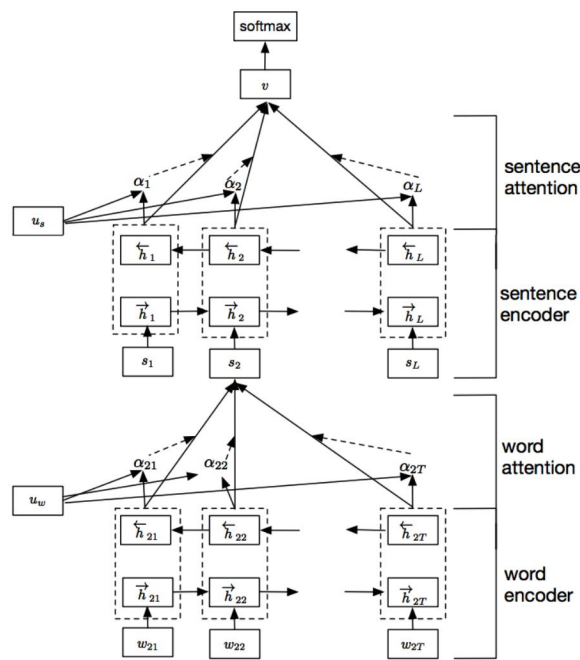 softmax
v
α1 α2 αL
sentence
attention
us
←h1 ←h2 ←hL
sentence
encoder
→h1 →h2 →hL
s1 s2 sL
word
attention
α21 α22 α2T
uw
←h21 ←h22 ←h2T
word
encoder
→h21 →h22 →h2T
w21 w22 w2T